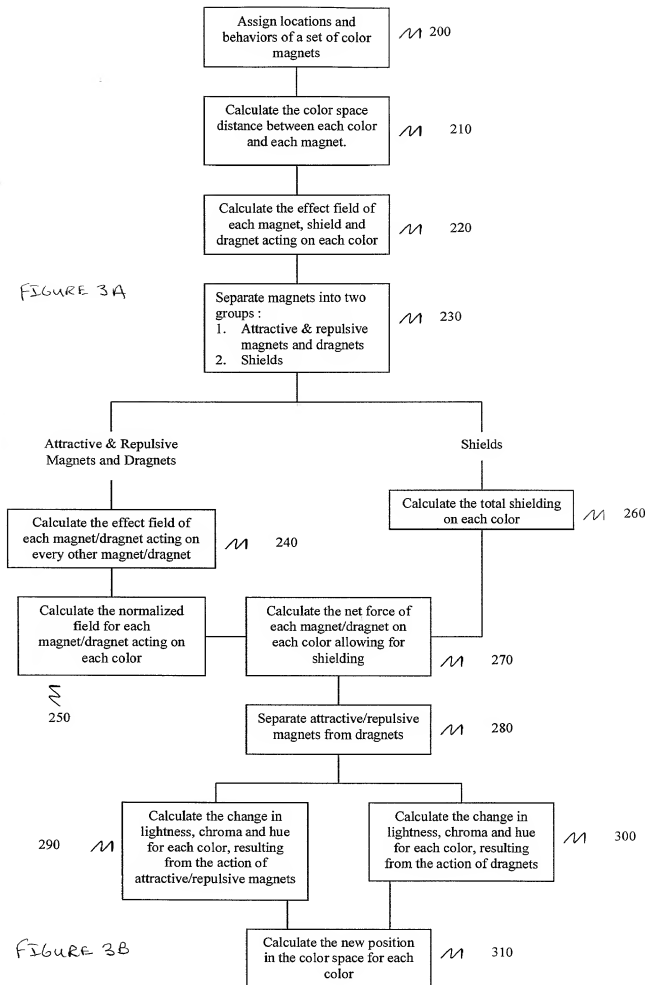 Assign locations and
behaviors of a set of color
magnets
200
Calculate the color space
distance between each color
and each magnet.
210
Calculate the effect field of
each magnet, shield and
dragnet acting on each color
220
FIGURE 3A
Separate magnets into two
groups :
1. Attractive & repulsive
magnets and dragnets
2. Shields
230
Attractive & Repulsive
Magnets and Dragnets
Shields
Calculate the total shielding
on each color
260
Calculate the effect field of
each magnet/dragnet acting on
every other magnet/dragnet
240
Calculate the normalized
field for each
magnet/dragnet acting on
each color
250
Calculate the net force of
each magnet/dragnet on
each color allowing for
shielding
270
Separate attractive/repulsive
magnets from dragnets
280
290
Calculate the change in
lightness, chroma and hue
for each color, resulting
from the action of
attractive/repulsive magnets
Calculate the change in
lightness, chroma and hue
for each color, resulting
from the action of dragnets
300
FIGURE 3B
Calculate the new position
in the color space for each
color
310